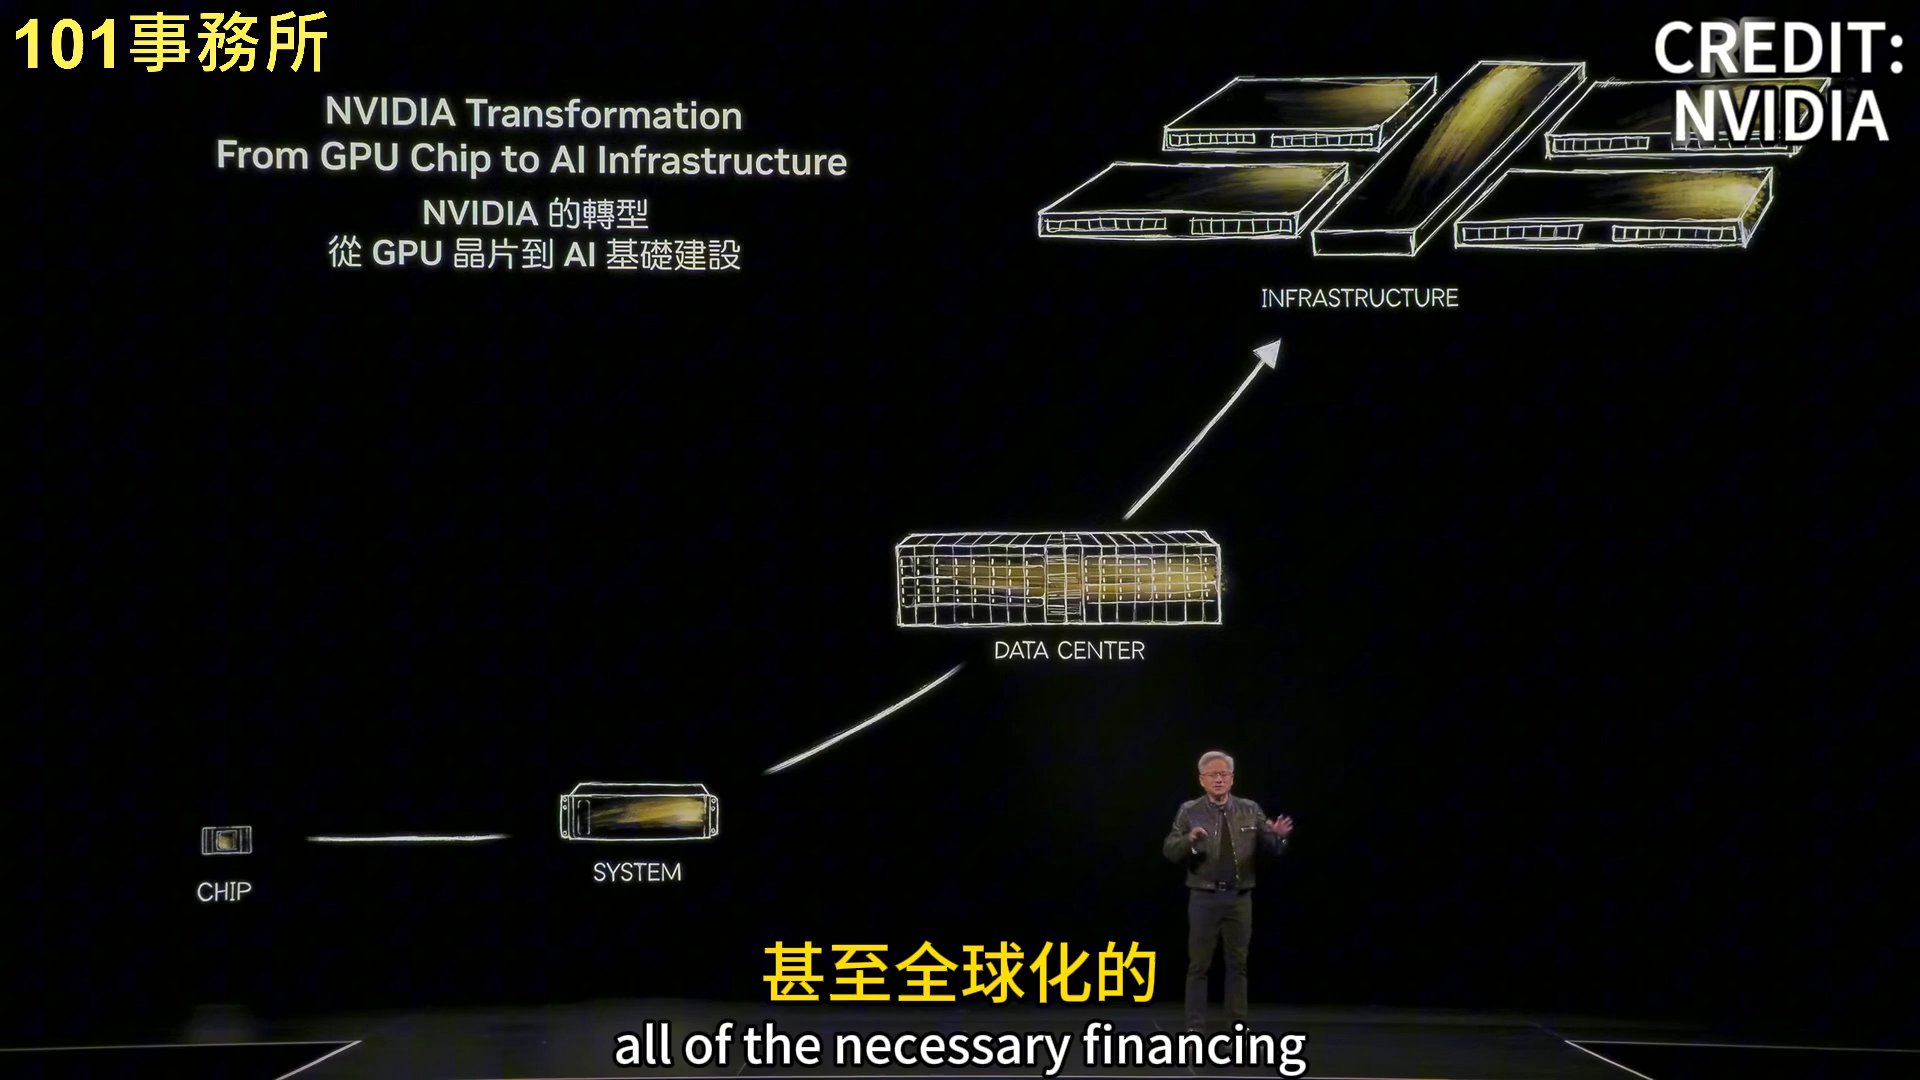 101事務所
CREDIT:
NVIDIA
NVIDIA Transformation
From GPU Chip to AI Infrastructure
NVIDIA 的轉型
從 GPU 晶片到 AI 基礎建設
INFRASTRUCTURE
DATA CENTER
SYSTEM
CHIP
甚至全球化的
all of the necessary financing